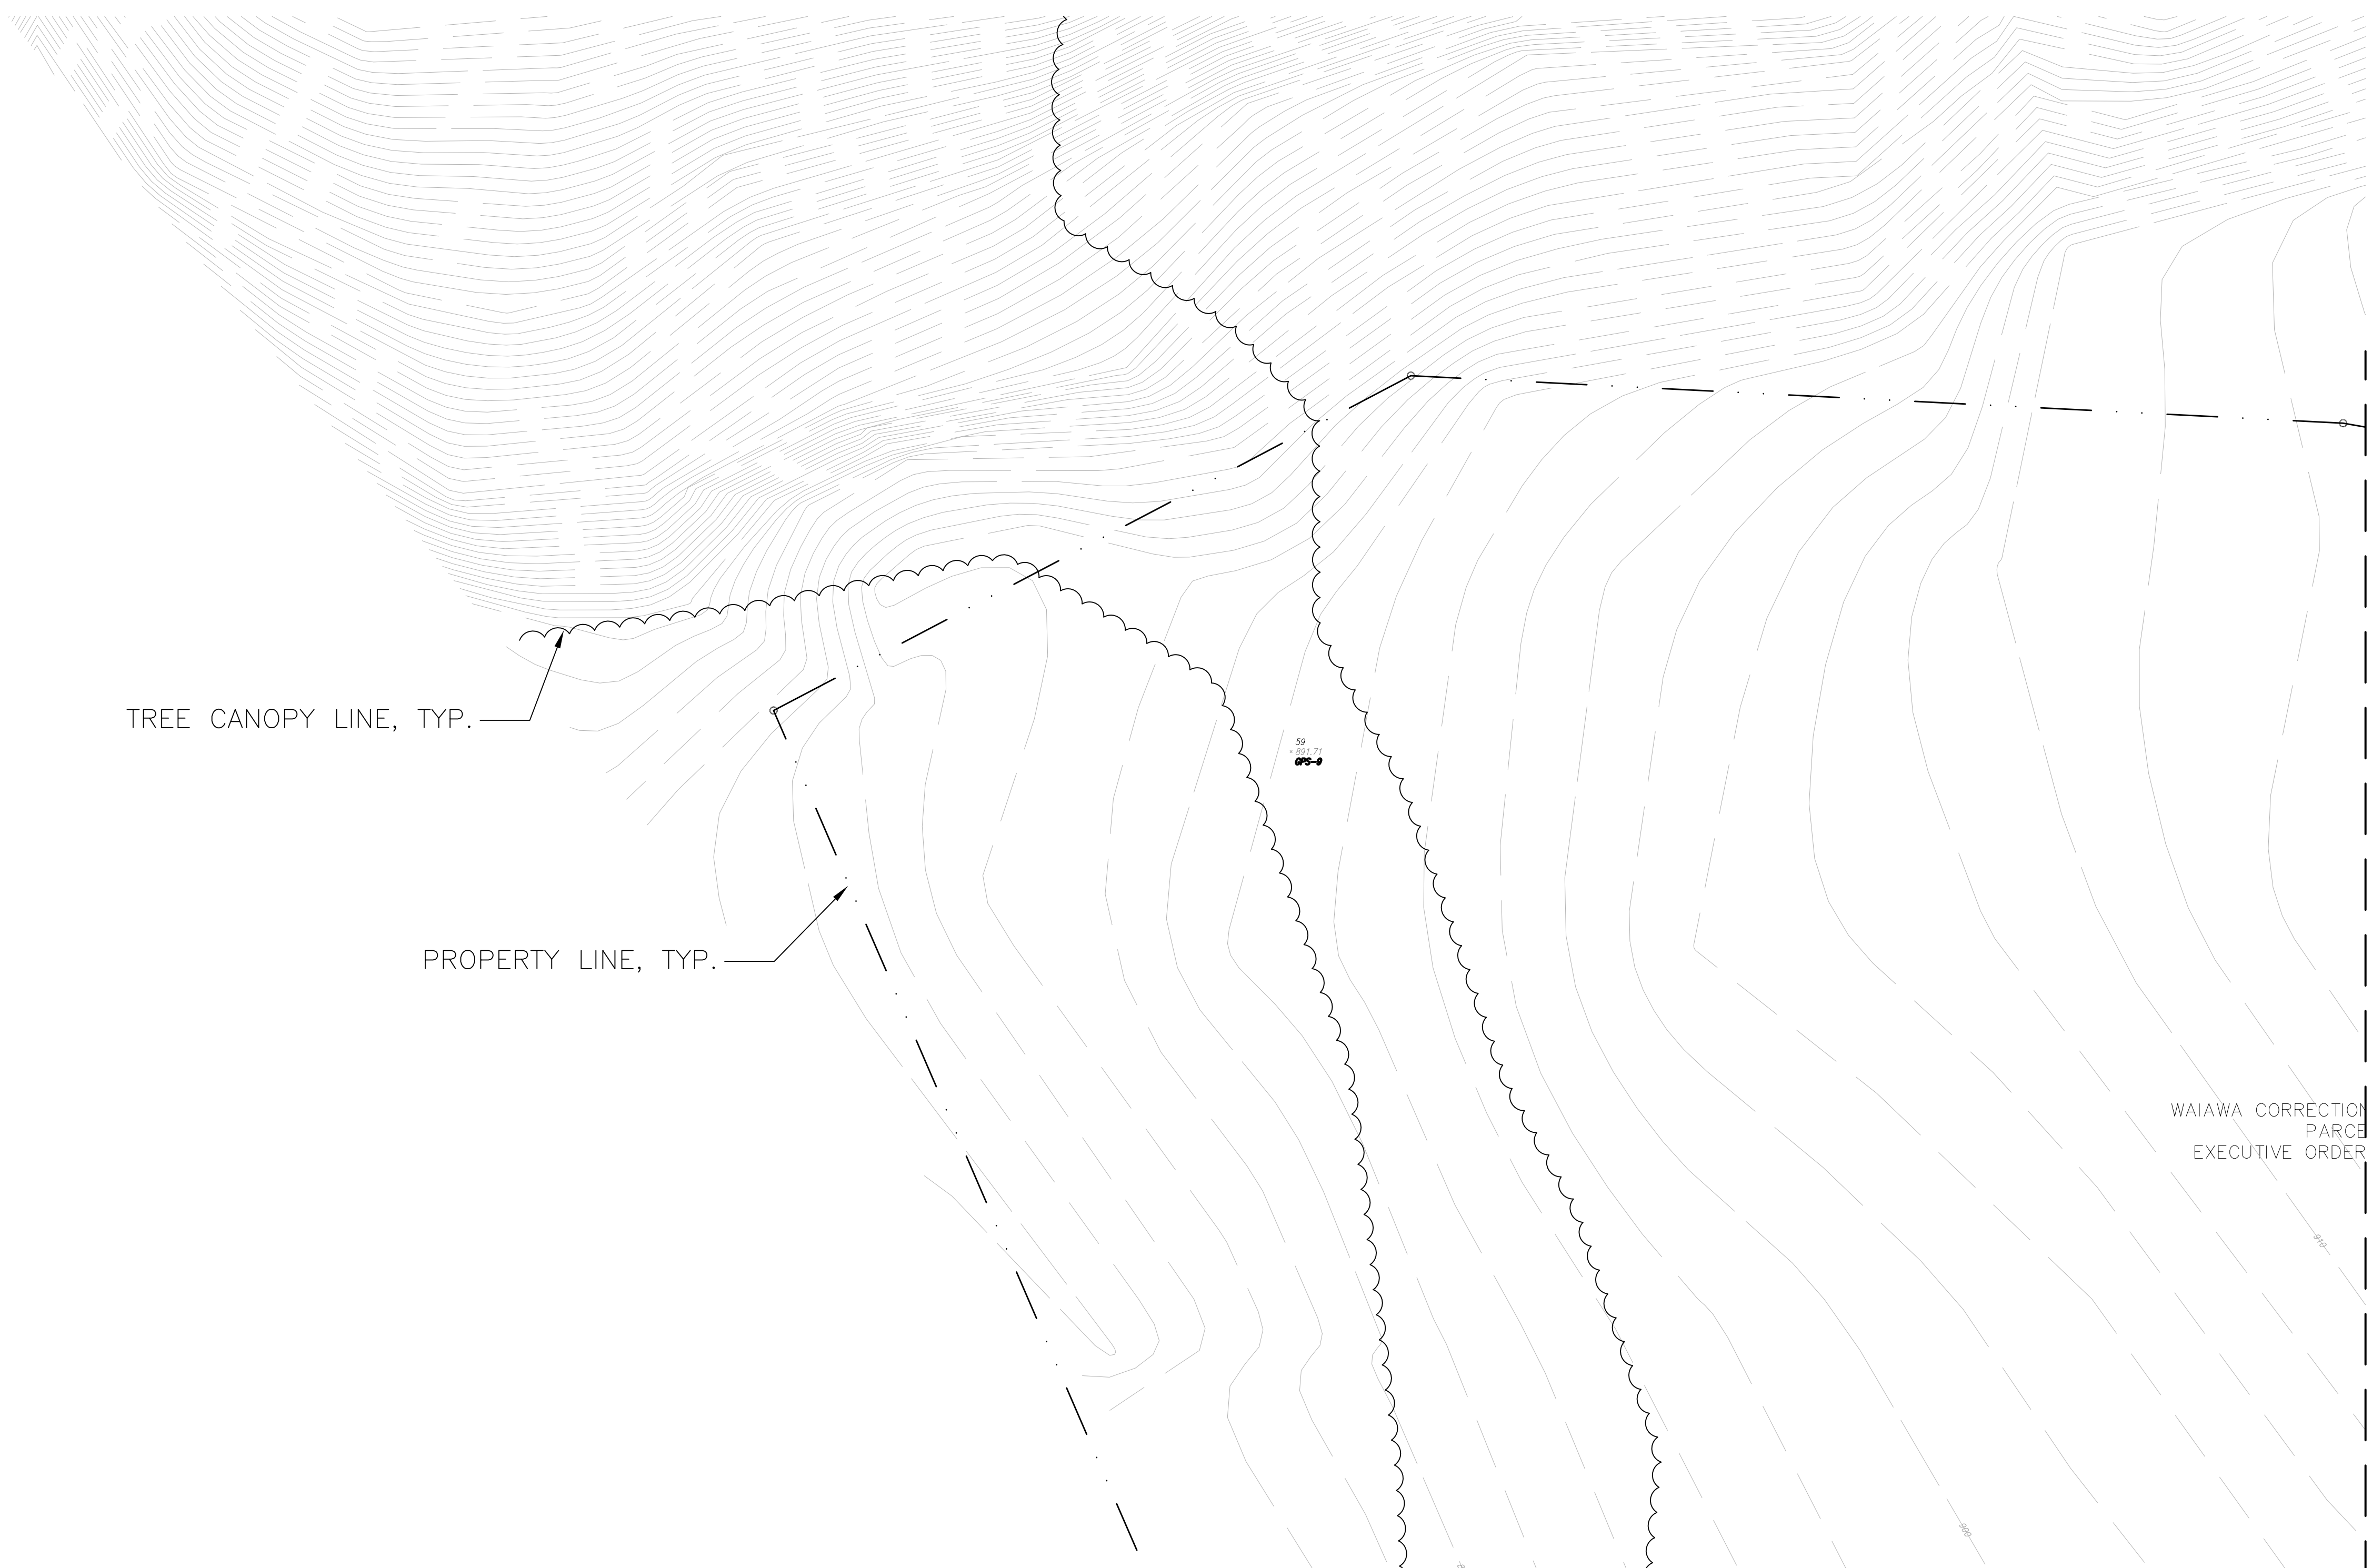 TREE CANOPY LINE, TYP.
59
891.71
GPS-9
PROPERTY LINE, TYP.
WAIAWA CORRECTION
PARCE
EXECUTIVE ORDER
910
900